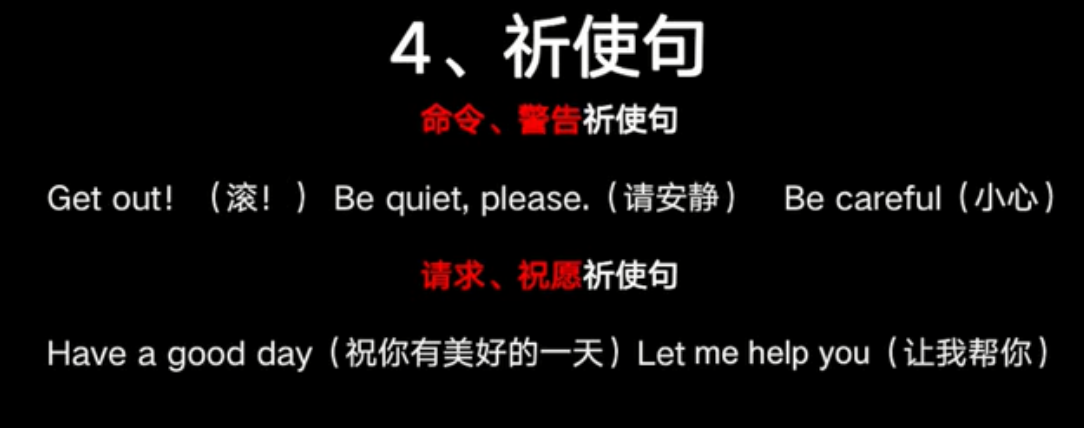 4、祈使句
命令、警告祈使句
Get out!（滚！） Be quiet, please.（请安静） Be careful（小心）
请求、祝愿祈使句
Have a good day（祝你有美好的一天）Let me help you（让我帮你）